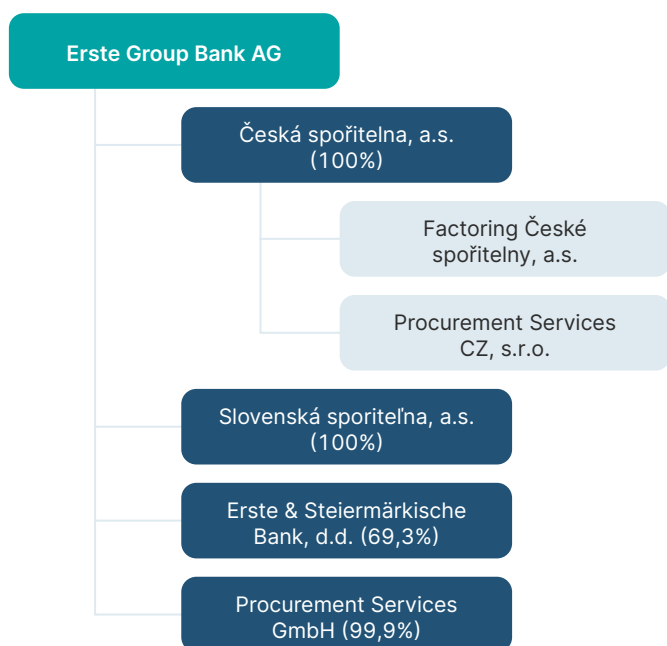 Erste Group Bank AG
Česká spořitelna, a.s.
(100%)
Factoring České
spořitelny, a.s.
Procurement Services
CZ, s.r.o.
Slovenská sporiteľna, a.s.
(100%)
Erste & Steiermärkische
Bank, d.d. (69,3%)
Procurement Services
GmbH (99,9%)